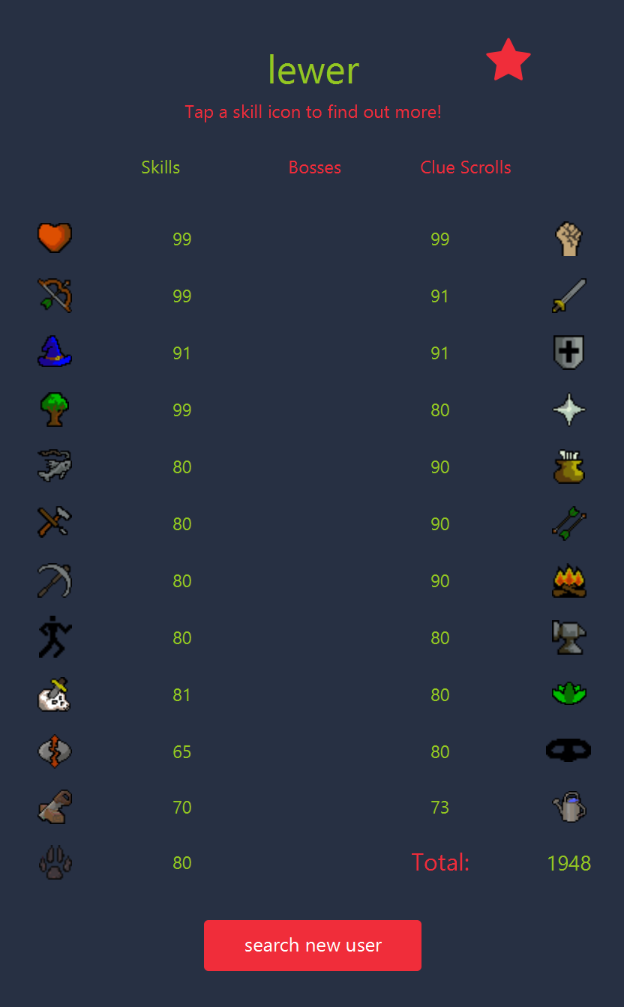 lewer
Tap a skill icon to find out more!
Skills Bosses Clue Scrolls
99 99
99 91
91 91
99 80
80 90
80 90
80 90
80 80
81 80
65 80
70 73
80 Total: 1948
search new user